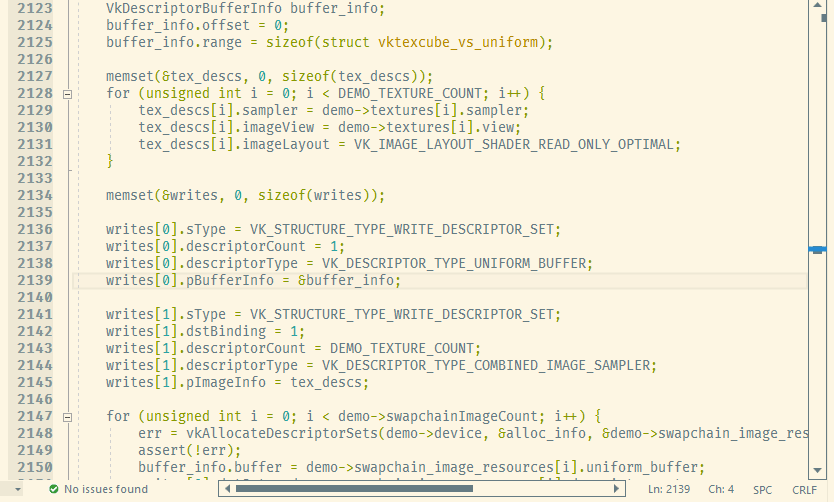 2123 VkDescriptorBufferInfo buffer_info;
2124 buffer_info.offset = 0;
2125 buffer_info.range = sizeof(struct vktexcube_vs_uniform);
2126
2127 memset(&tex_descs, 0, sizeof(tex_descs));
2128 for (unsigned int i = 0; i < DEMO_TEXTURE_COUNT; i++) {
2129 tex_descs[i].sampler = demo->textures[i].sampler;
2130 tex_descs[i].imageView = demo->textures[i].view;
2131 tex_descs[i].imageLayout = VK_IMAGE_LAYOUT_SHADER_READ_ONLY_OPTIMAL;
2132 }
2133
2134 memset(&writes, 0, sizeof(writes));
2135
2136 writes[0].sType = VK_STRUCTURE_TYPE_WRITE_DESCRIPTOR_SET;
2137 writes[0].descriptorCount = 1;
2138 writes[0].descriptorType = VK_DESCRIPTOR_TYPE_UNIFORM_BUFFER;
2139 writes[0].pBufferInfo = &buffer_info;
2140
2141 writes[1].sType = VK_STRUCTURE_TYPE_WRITE_DESCRIPTOR_SET;
2142 writes[1].dstBinding = 1;
2143 writes[1].descriptorCount = DEMO_TEXTURE_COUNT;
2144 writes[1].descriptorType = VK_DESCRIPTOR_TYPE_COMBINED_IMAGE_SAMPLER;
2145 writes[1].pImageInfo = tex_descs;
2146
2147 for (unsigned int i = 0; i < demo->swapchainImageCount; i++) {
2148 err = vkAllocateDescriptorSets(demo->device, &alloc_info, &demo->swapchain_image_res
2149 assert(!err);
2150 buffer_info.buffer = demo->swapchain_image_resources[i].uniform_buffer;
No issues found Ln: 2139 Ch: 4 SPC CRLF